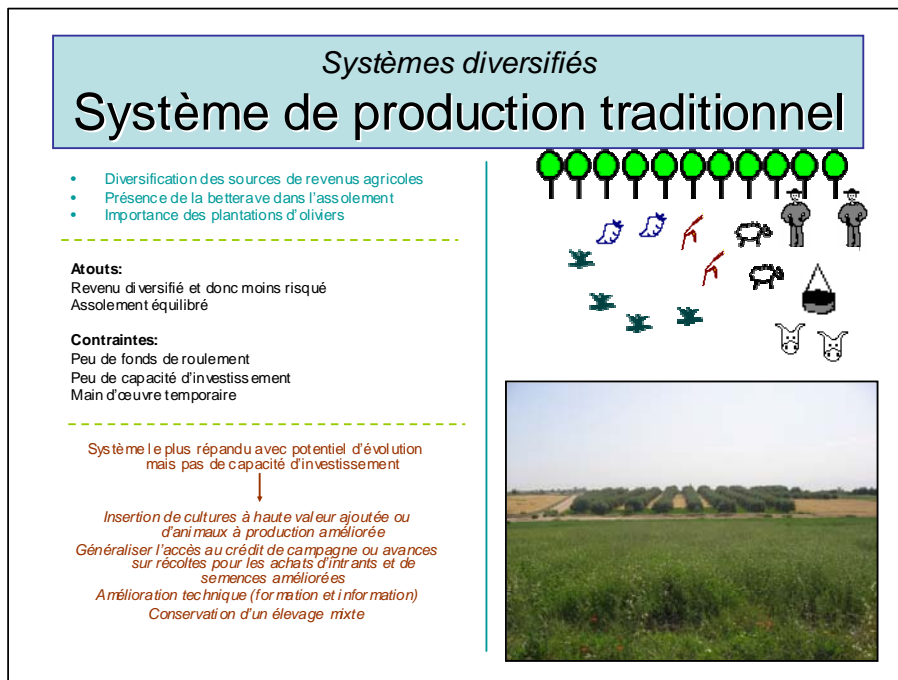 Systèmes diversifiés
Système de production traditionnel
• Diversification des sources de revenus agricoles
• Présence de la betterave dans l'assolement
• Importance des plantations d'oliviers
Atouts:
Revenu diversifié et donc moins risqué
Assolement équilibré
Contraintes:
Peu de fonds de roulement
Peu de capacité d'investissement
Main d'œuvre temporaire
Système le plus répandu avec potentiel d'évolution
mais pas de capacité d'investissement
Insertion de cultures à haute valeur ajoutée ou
d'animaux à production améliorée
Généraliser l'accès au crédit de campagne ou avances
sur récoltes pour les achats d'intrants et de
semences améliorées
Amélioration technique (formation et information)
Conservation d'un élevage mixte